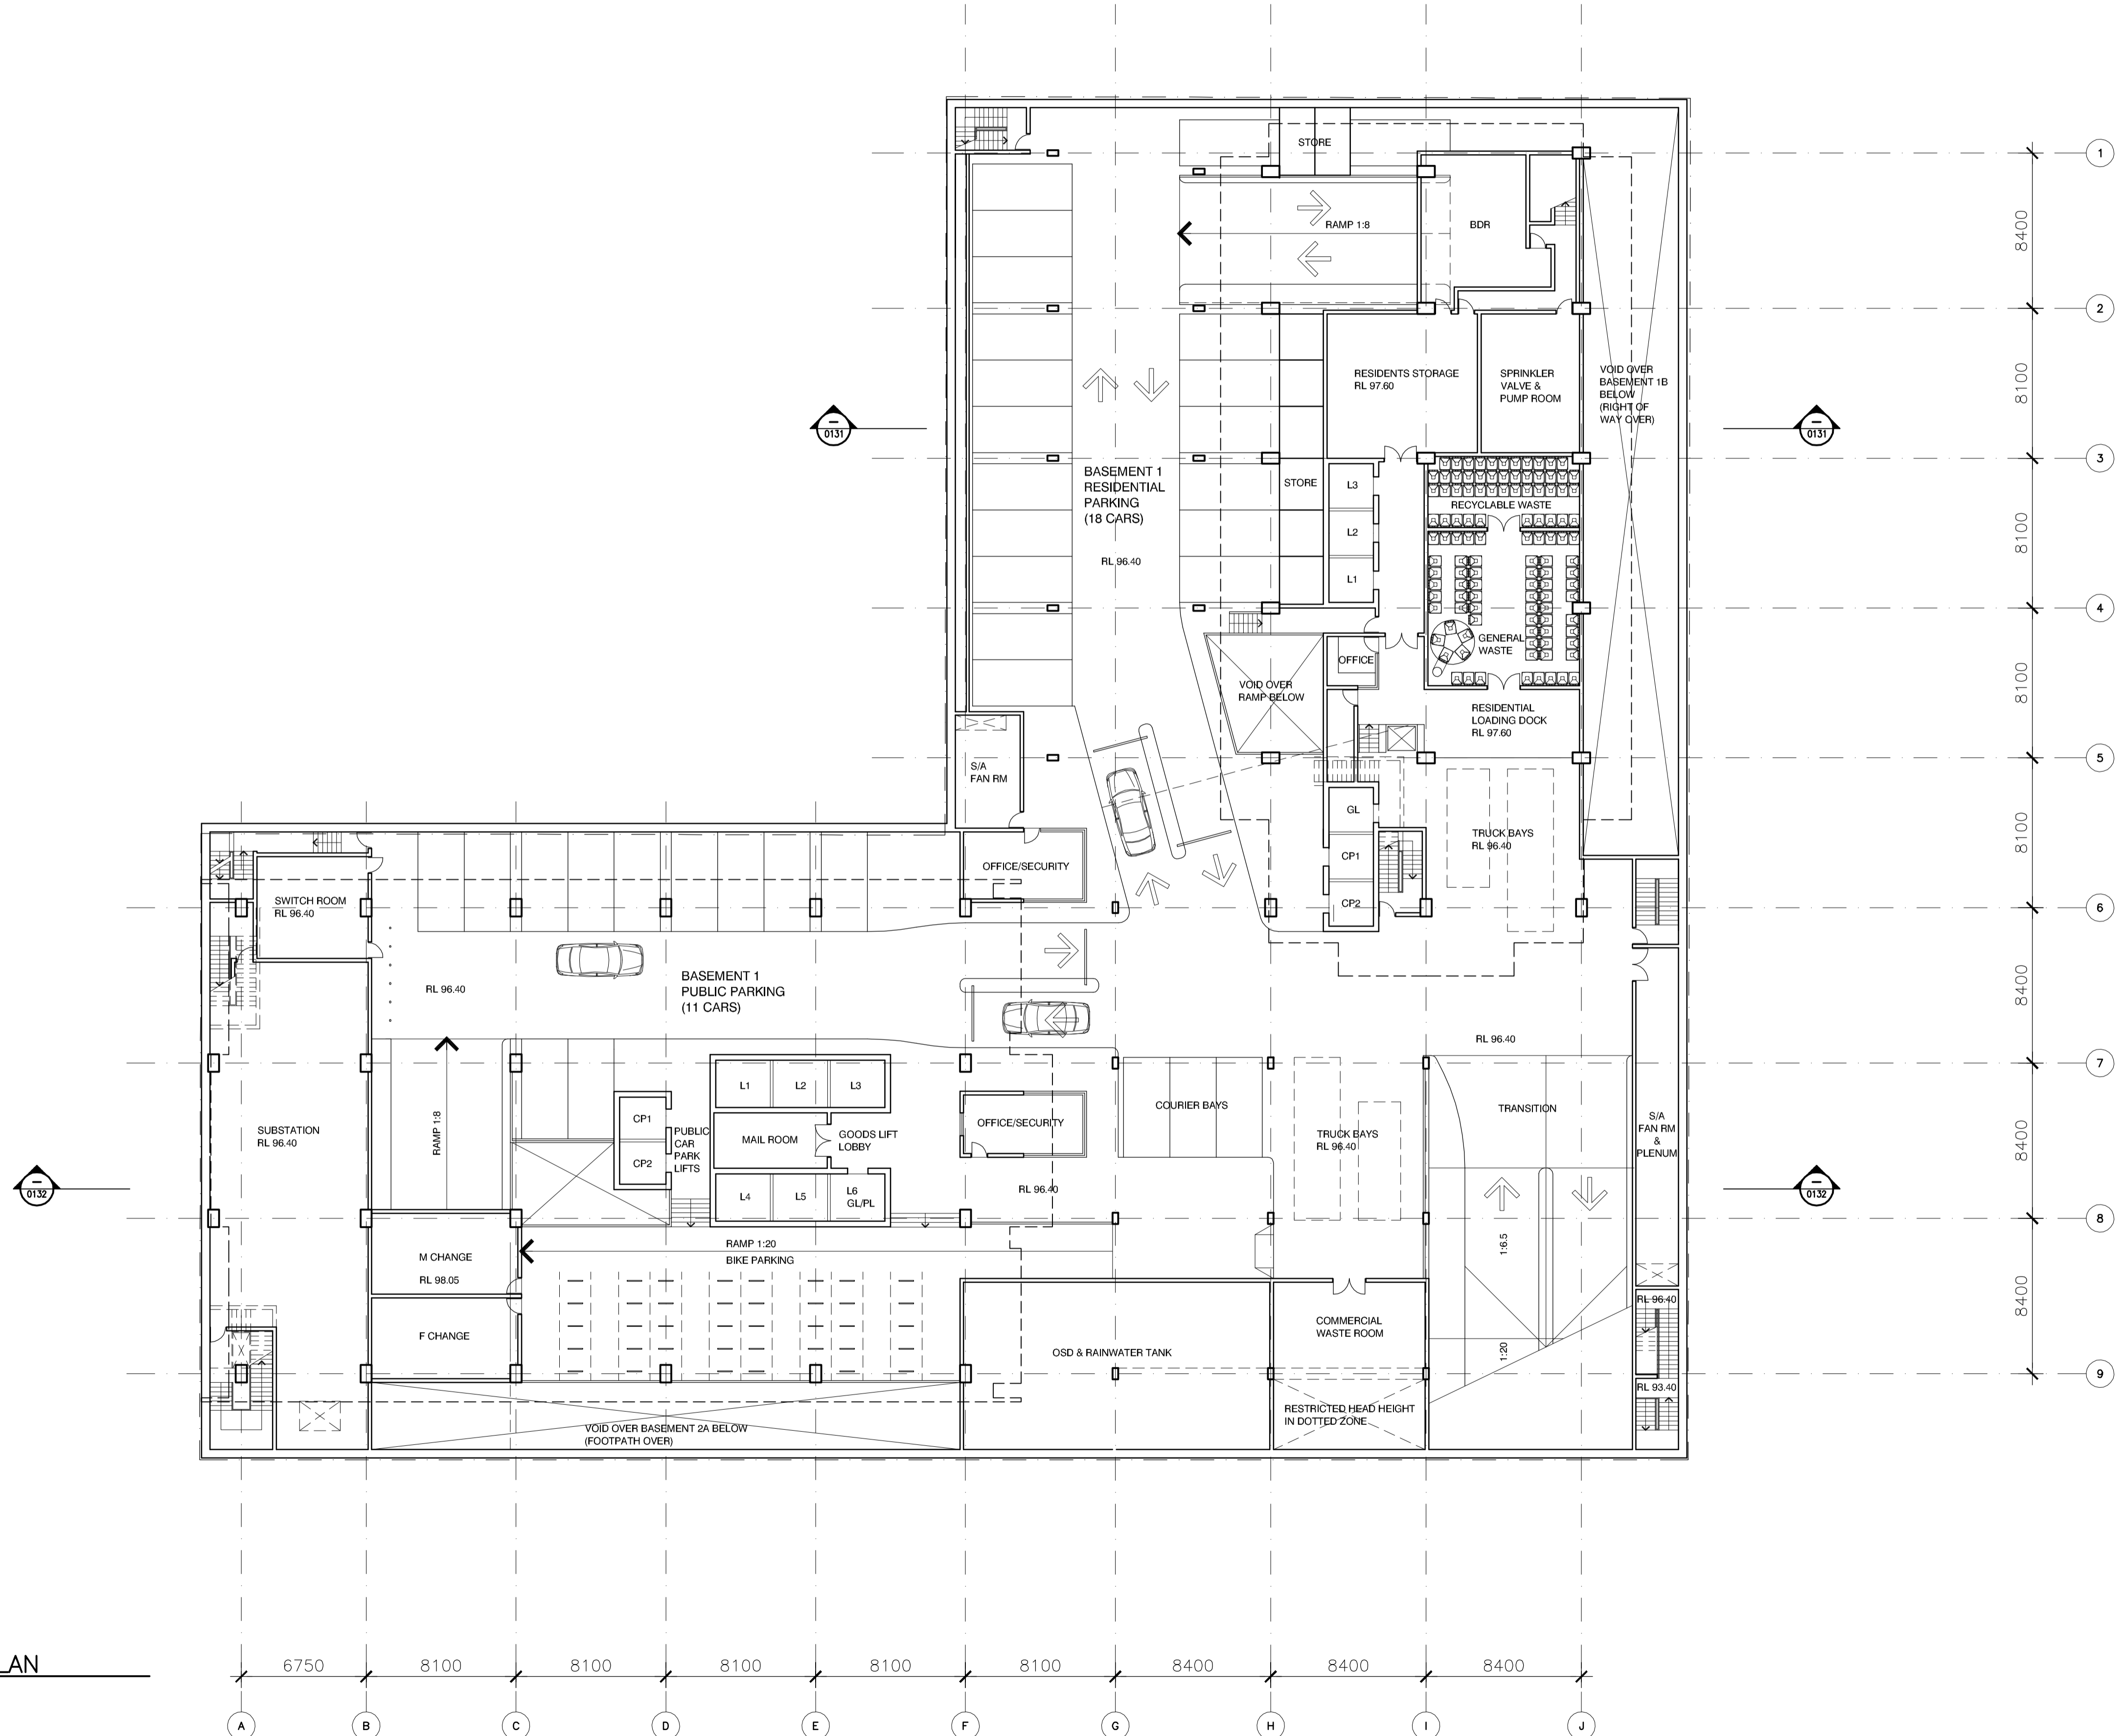 STORE
1
RAMP 1:8
BDR
8400
2
RESIDENTS STORAGE
RL 97.60
SPRINKLER
VALVE &
PUMP ROOM
VOID OVER
BASEMENT 1B
BELOW
(RIGHT OF
WAY OVER)
8100
–
0131
–
0131
3
BASEMENT 1
RESIDENTIAL
PARKING
(18 CARS)
RL 96.40
STORE
L3
L2
L1
RECYCLABLE WASTE
8100
4
GENERAL
WASTE
OFFICE
VOID OVER
RAMP BELOW
RESIDENTIAL
LOADING DOCK
RL 97.60
8100
5
S/A
FAN RM
GL
CP1
CP2
TRUCK BAYS
RL 96.40
8100
OFFICE/SECURITY
SWITCH ROOM
RL 96.40
6
BASEMENT 1
PUBLIC PARKING
(11 CARS)
RL 96.40
8400
RL 96.40
7
L1
L2
L3
CP1
CP2
PUBLIC
CAR
PARK
LIFTS
MAIL ROOM
GOODS LIFT
LOBBY
OFFICE/SECURITY
COURIER BAYS
TRUCK BAYS
RL 96.40
TRANSITION
S/A
FAN RM
&
PLENUM
SUBSTATION
RL 96.40
RAMP 1:8
8400
–
0132
–
0132
L4
L5
L6
GL/PL
RL 96.40
8
M CHANGE
RL 98.05
RAMP 1:20
BIKE PARKING
1:6.5
8400
RL 96.40
F CHANGE
OSD & RAINWATER TANK
COMMERCIAL
WASTE ROOM
1:20
9
RL 93.40
RESTRICTED HEAD HEIGHT
IN DOTTED ZONE
VOID OVER BASEMENT 2A BELOW
(FOOTPATH OVER)
LAN
6750
8100
8100
8100
8100
8100
8400
8400
8400
A
B
C
D
E
F
G
H
I
J